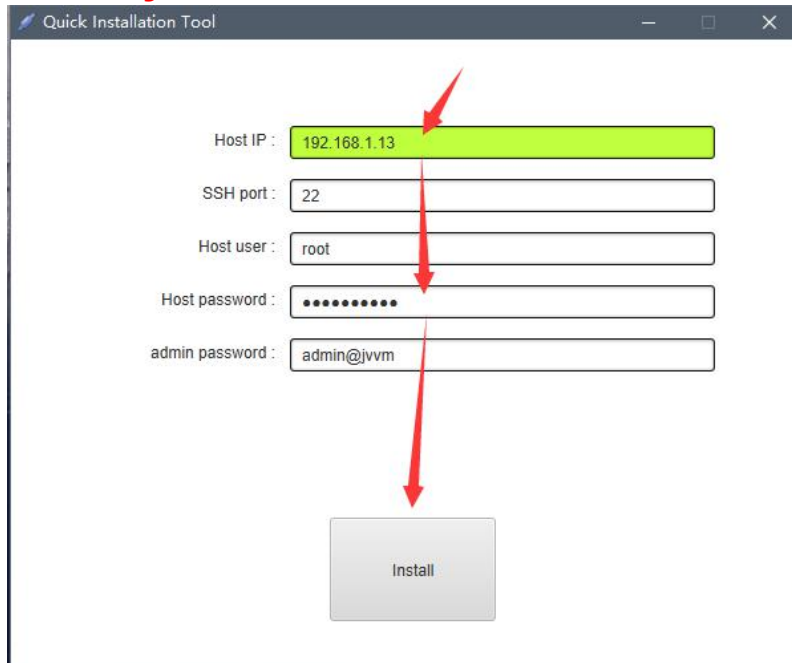 Quick Installation Tool
Host IP : 192.168.1.13
SSH port : 22
Host user : root
Host password : ●●●●●●●●●●
admin password : admin@jvvm
Install